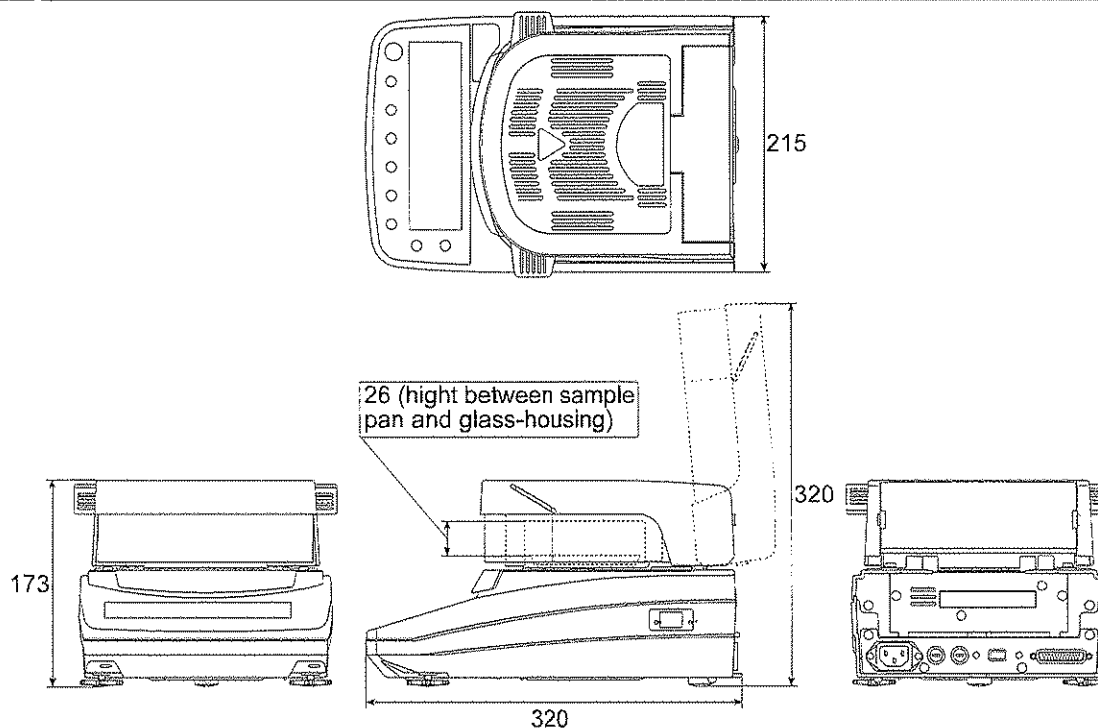 215
26 (hight between sample
pan and glass-housing)
320
173
320